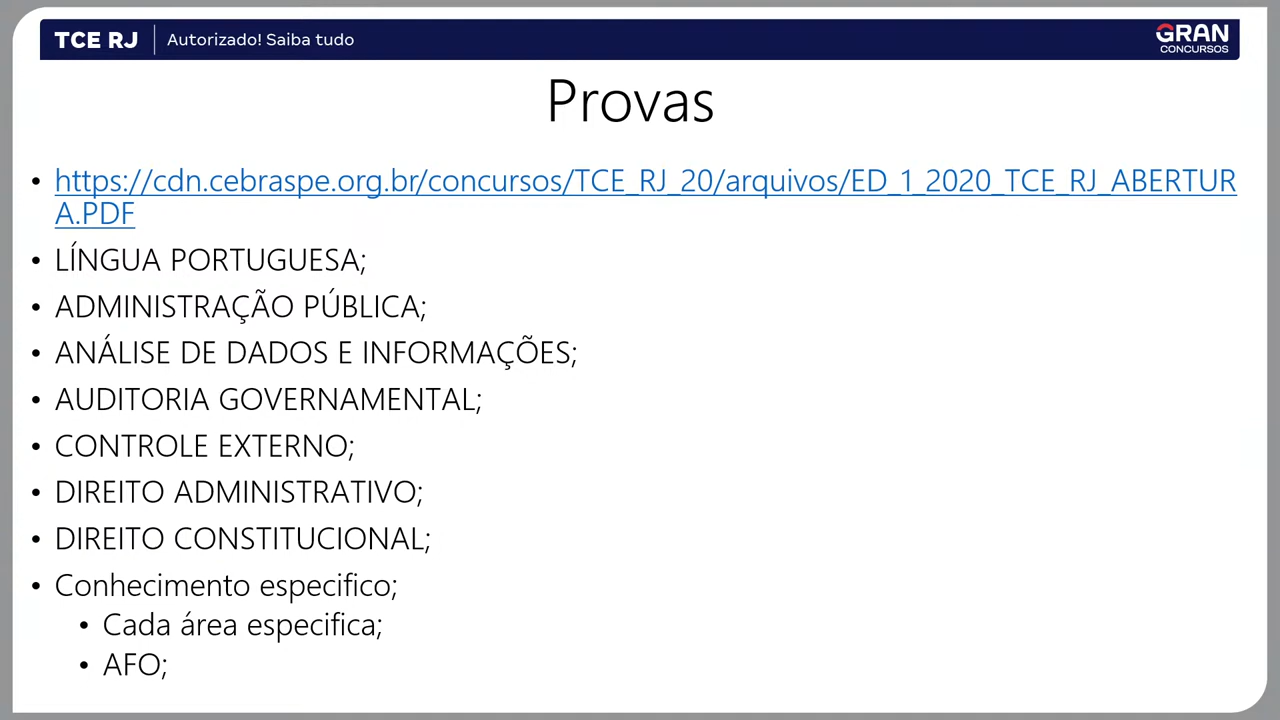 TCE RJ | Autorizado! Saiba tudo
GRAN
CONCURSOS
Provas
• https://cdn.cebraspe.org.br/concursos/TCE_RJ_20/arquivos/ED_1_2020_TCE_RJ_ABERTUR
A.PDF
• LÍNGUA PORTUGUESA;
• ADMINISTRAÇÃO PÚBLICA;
• ANÁLISE DE DADOS E INFORMAÇÕES;
• AUDITORIA GOVERNAMENTAL;
• CONTROLE EXTERNO;
• DIREITO ADMINISTRATIVO;
• DIREITO CONSTITUCIONAL;
• Conhecimento especifico;
• Cada área especifica;
• AFO;